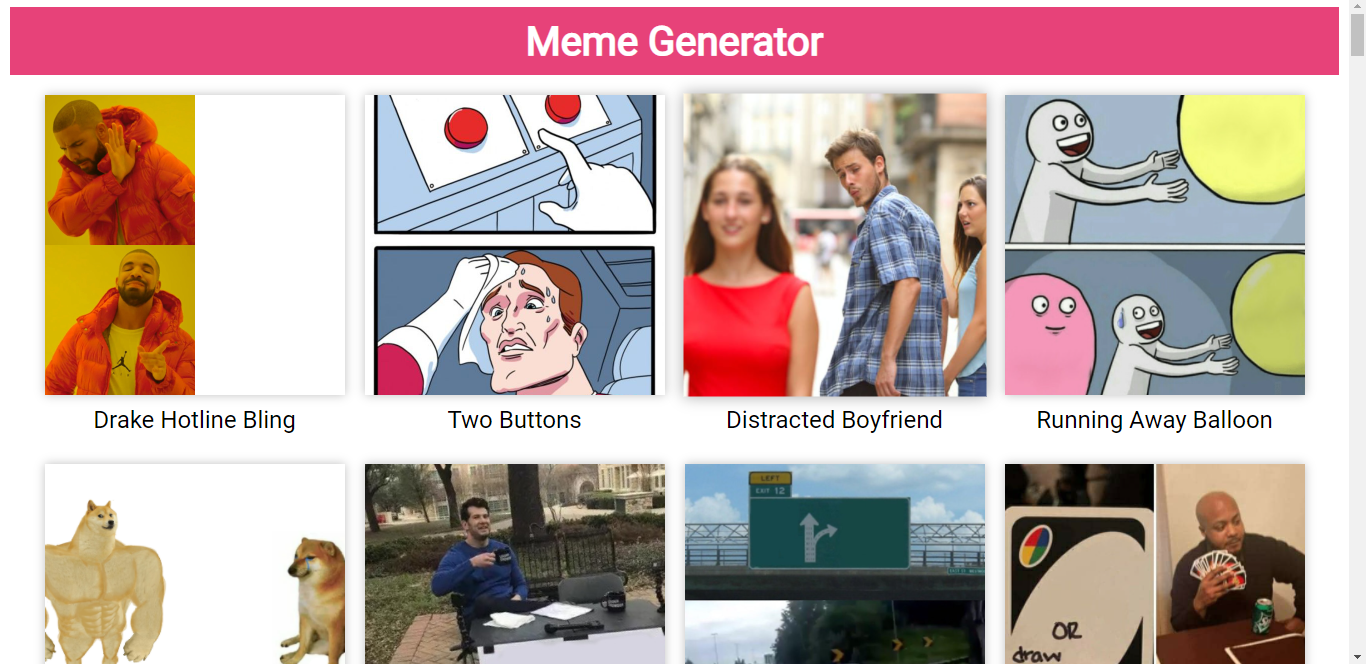 Meme Generator
Drake Hotline Bling
Two Buttons
Distracted Boyfriend
Running Away Balloon
LEFT
EXIT 12
OR
draw